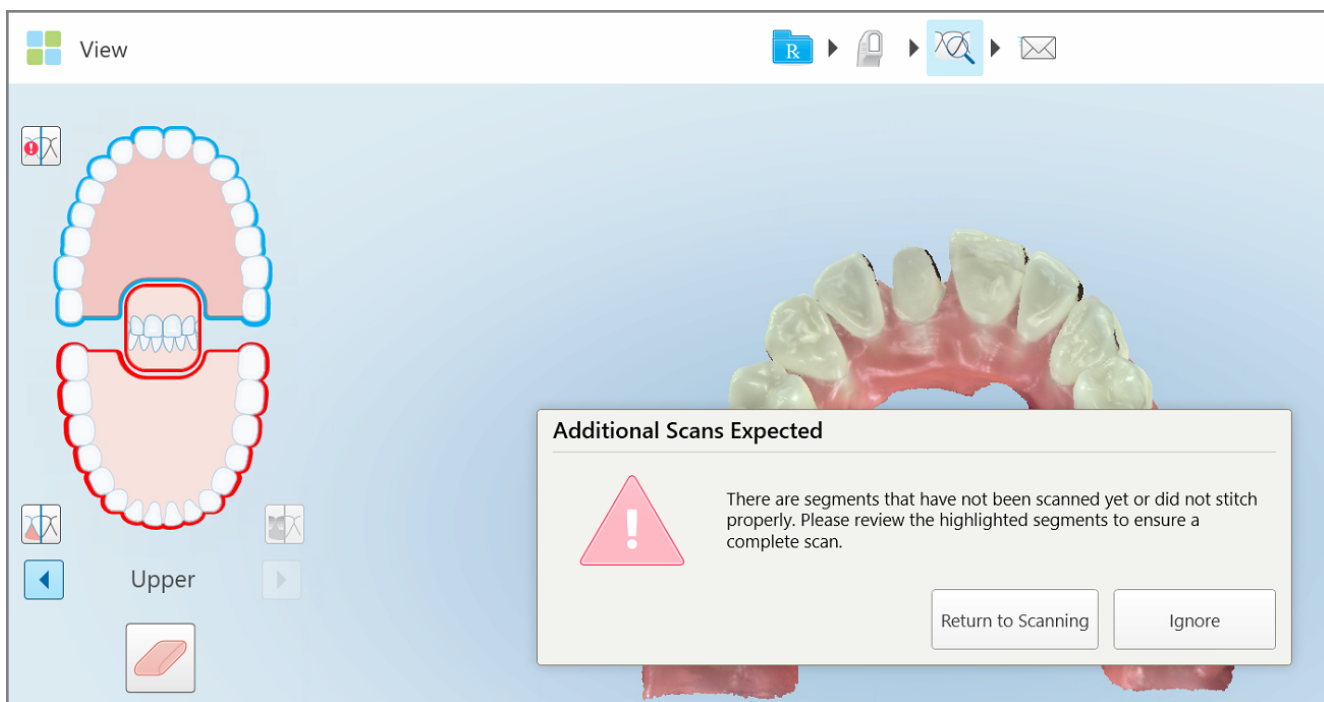 View
Rx
Additional Scans Expected
There are segments that have not been scanned yet or did not stitch
properly. Please review the highlighted segments to ensure a
complete scan.
Upper
Return to Scanning
Ignore